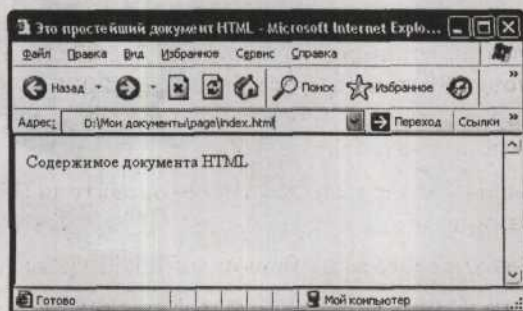 Это простейший документ HTML - Microsoft Internet Explo...
Файл Правка Вид Избранное Сервис Справка
Назад Поиск Избранное »
Адрес: D:\Мои документы\page\index.html Переход Ссылки »
Содержимое документа HTML
Готово Мой компьютер